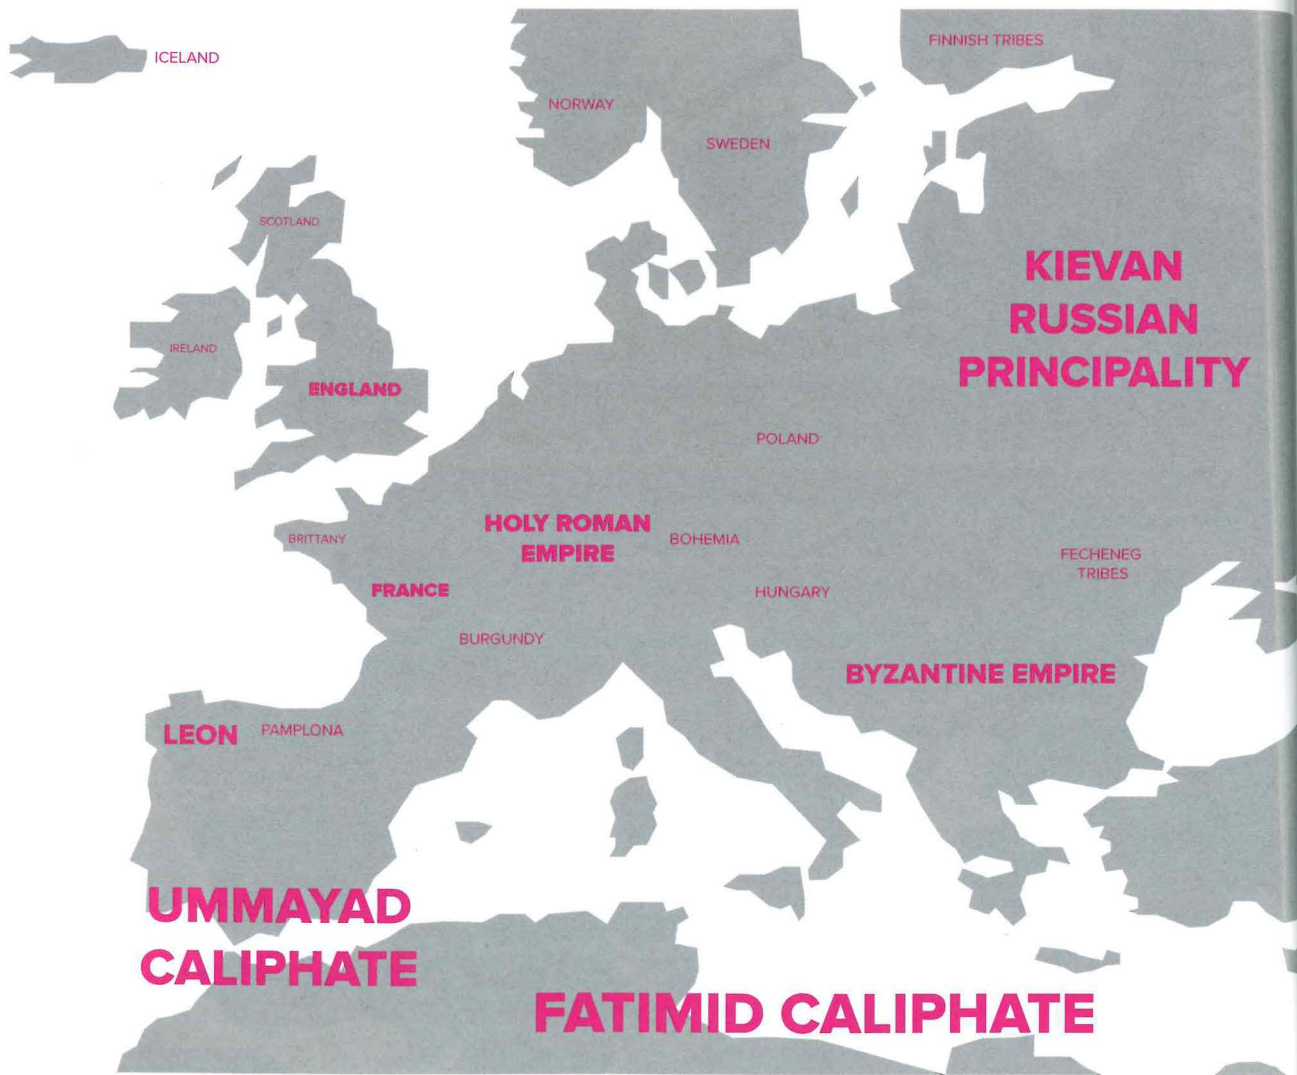 ICELAND
FINNISH TRIBES
NORWAY
SWEDEN
SCOTLAND
KIEVAN
RUSSIAN
PRINCIPALITY
IRELAND
ENGLAND
POLAND
HOLY ROMAN
EMPIRE
BOHEMIA
BRITTANY
FECHENEG
TRIBES
FRANCE
HUNGARY
BURGUNDY
BYZANTINE EMPIRE
LEON
PAMPLONA
UMMAYAD
CALIPHATE
FATIMID CALIPHATE